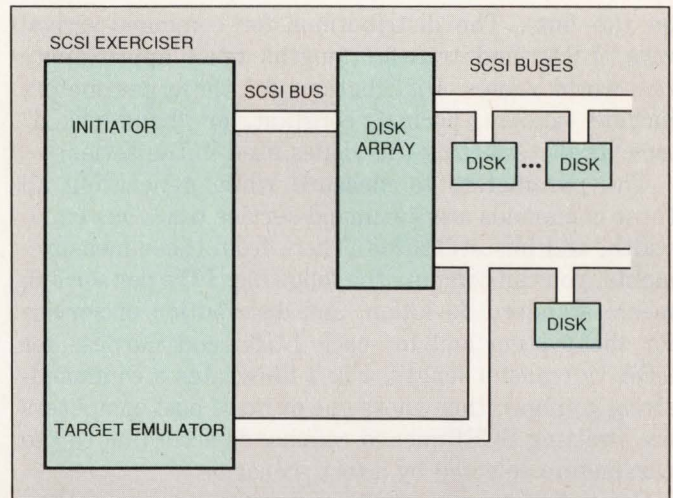 SCSI EXERCISER
SCSI BUS
SCSI BUSES
INITIATOR
DISK
ARRAY
DISK
DISK
DISK
TARGET EMULATOR